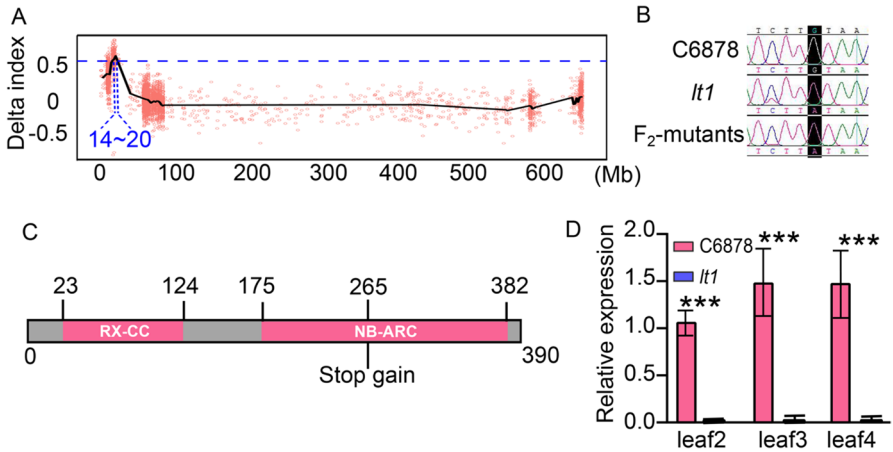 A
Delta index
0.5
0
-0.5
14~20
0
100
200
300
400
500
600
(Mb)
B
T C T T G T A A
C6878
T C T T G T A A
lt1
T C T T A T A A
F2-mutants
T C T T A T A A
C
23
124
175
265
382
RX-CC
NB-ARC
0
390
Stop gain
D
Relative expression
2.0
1.5
1.0
0.5
0.0
C6878
lt1
***
***
***
leaf2
leaf3
leaf4